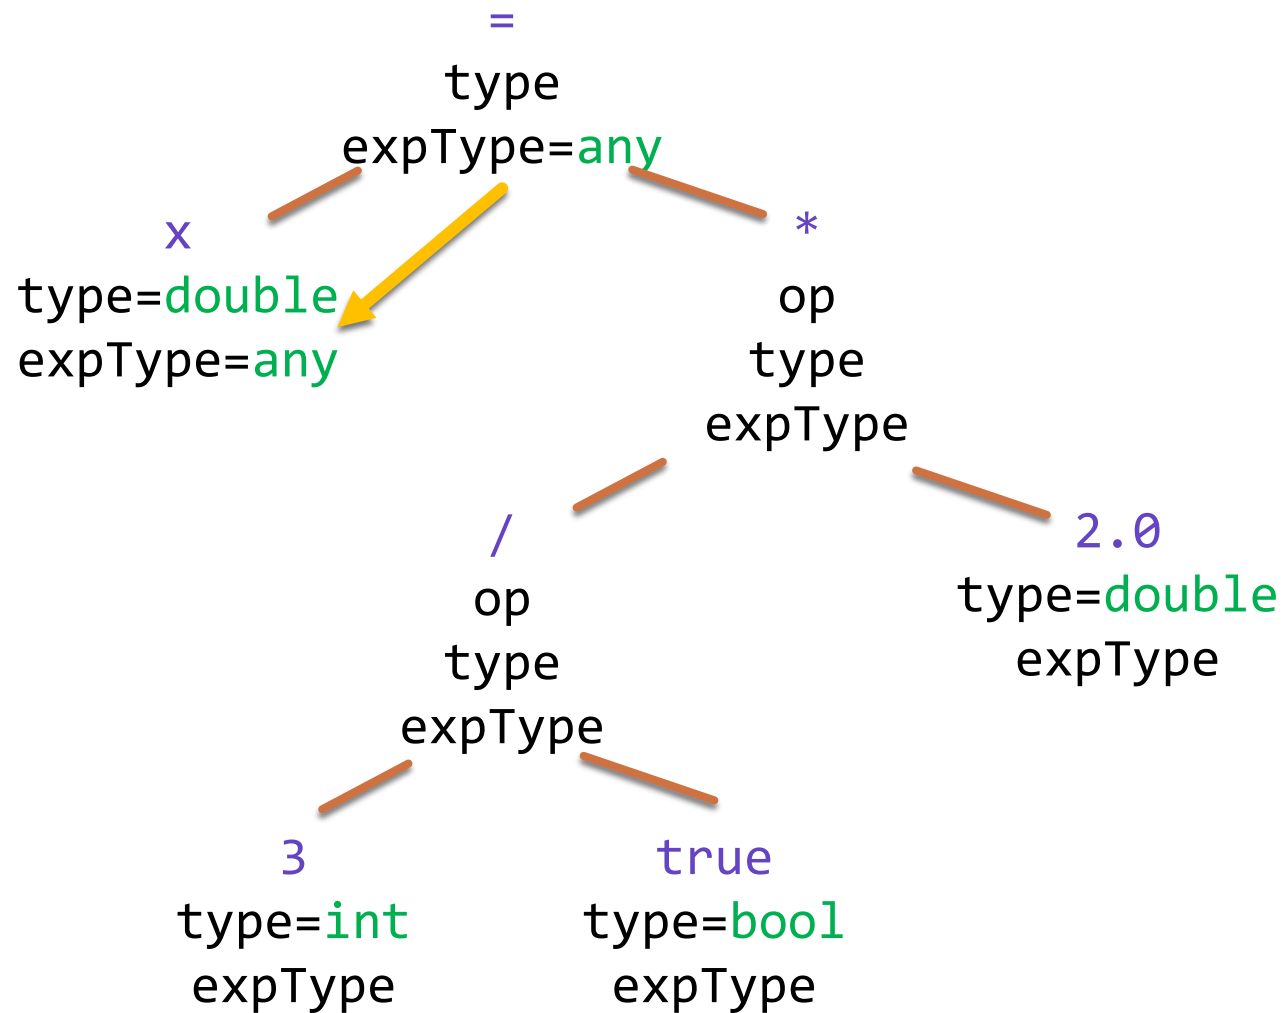 =
type
expType=any
x
type=double
expType=any
*
op
type
expType
/
op
type
expType
2.0
type=double
expType
3
type=int
expType
true
type=bool
expType